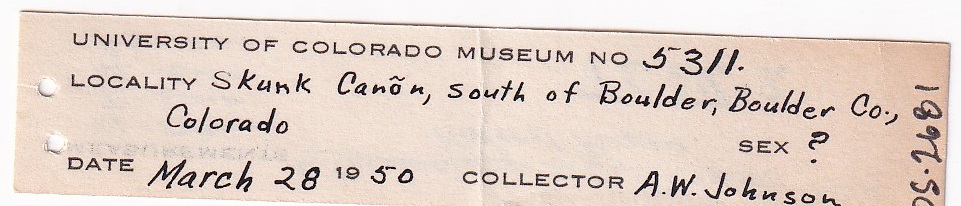 UNIVERSITY OF COLORADO MUSEUM NO 5311.
LOCALITY Skunk Canõn, south of Boulder, Boulder Co.,
Colorado
SEX ?
DATE March 28 1950 COLLECTOR A.W. Johnson